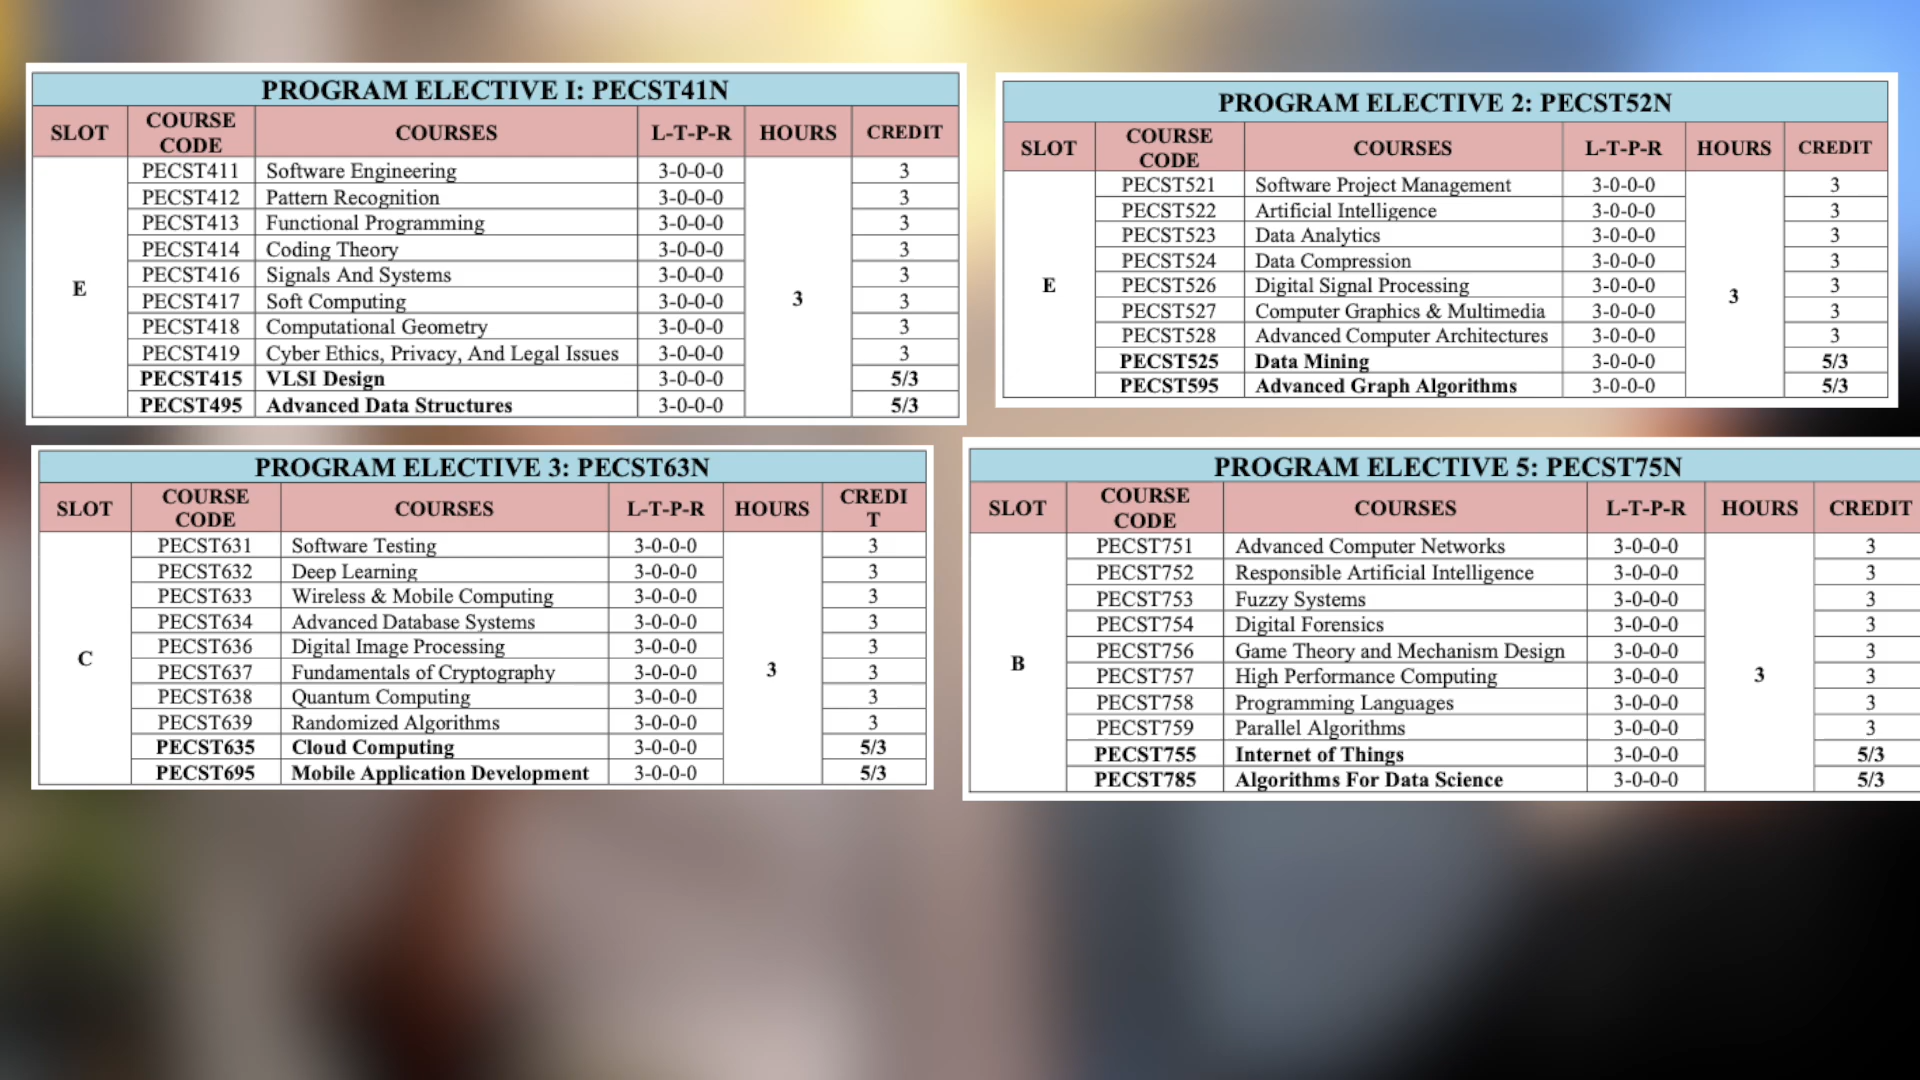 PROGRAM ELECTIVE I: PECST41N
SLOT COURSE CODE COURSES L-T-P-R HOURS CREDIT
E 3
PECST411 Software Engineering 3-0-0-0 3
PECST412 Pattern Recognition 3-0-0-0 3
PECST413 Functional Programming 3-0-0-0 3
PECST414 Coding Theory 3-0-0-0 3
PECST416 Signals And Systems 3-0-0-0 3
PECST417 Soft Computing 3-0-0-0 3
PECST418 Computational Geometry 3-0-0-0 3
PECST419 Cyber Ethics, Privacy, And Legal Issues 3-0-0-0 3
PECST415 VLSI Design 3-0-0-0 5/3
PECST495 Advanced Data Structures 3-0-0-0 5/3
PROGRAM ELECTIVE 2: PECST52N
SLOT COURSE CODE COURSES L-T-P-R HOURS CREDIT
E 3
PECST521 Software Project Management 3-0-0-0 3
PECST522 Artificial Intelligence 3-0-0-0 3
PECST523 Data Analytics 3-0-0-0 3
PECST524 Data Compression 3-0-0-0 3
PECST526 Digital Signal Processing 3-0-0-0 3
PECST527 Computer Graphics & Multimedia 3-0-0-0 3
PECST528 Advanced Computer Architectures 3-0-0-0 3
PECST525 Data Mining 3-0-0-0 5/3
PECST595 Advanced Graph Algorithms 3-0-0-0 5/3
PROGRAM ELECTIVE 3: PECST63N
SLOT COURSE CODE COURSES L-T-P-R HOURS CREDI T
C 3
PECST631 Software Testing 3-0-0-0 3
PECST632 Deep Learning 3-0-0-0 3
PECST633 Wireless & Mobile Computing 3-0-0-0 3
PECST634 Advanced Database Systems 3-0-0-0 3
PECST636 Digital Image Processing 3-0-0-0 3
PECST637 Fundamentals of Cryptography 3-0-0-0 3
PECST638 Quantum Computing 3-0-0-0 3
PECST639 Randomized Algorithms 3-0-0-0 3
PECST635 Cloud Computing 3-0-0-0 5/3
PECST695 Mobile Application Development 3-0-0-0 5/3
PROGRAM ELECTIVE 5: PECST75N
SLOT COURSE CODE COURSES L-T-P-R HOURS CREDIT
B 3
PECST751 Advanced Computer Networks 3-0-0-0 3
PECST752 Responsible Artificial Intelligence 3-0-0-0 3
PECST753 Fuzzy Systems 3-0-0-0 3
PECST754 Digital Forensics 3-0-0-0 3
PECST756 Game Theory and Mechanism Design 3-0-0-0 3
PECST757 High Performance Computing 3-0-0-0 3
PECST758 Programming Languages 3-0-0-0 3
PECST759 Parallel Algorithms 3-0-0-0 3
PECST755 Internet of Things 3-0-0-0 5/3
PECST785 Algorithms For Data Science 3-0-0-0 5/3